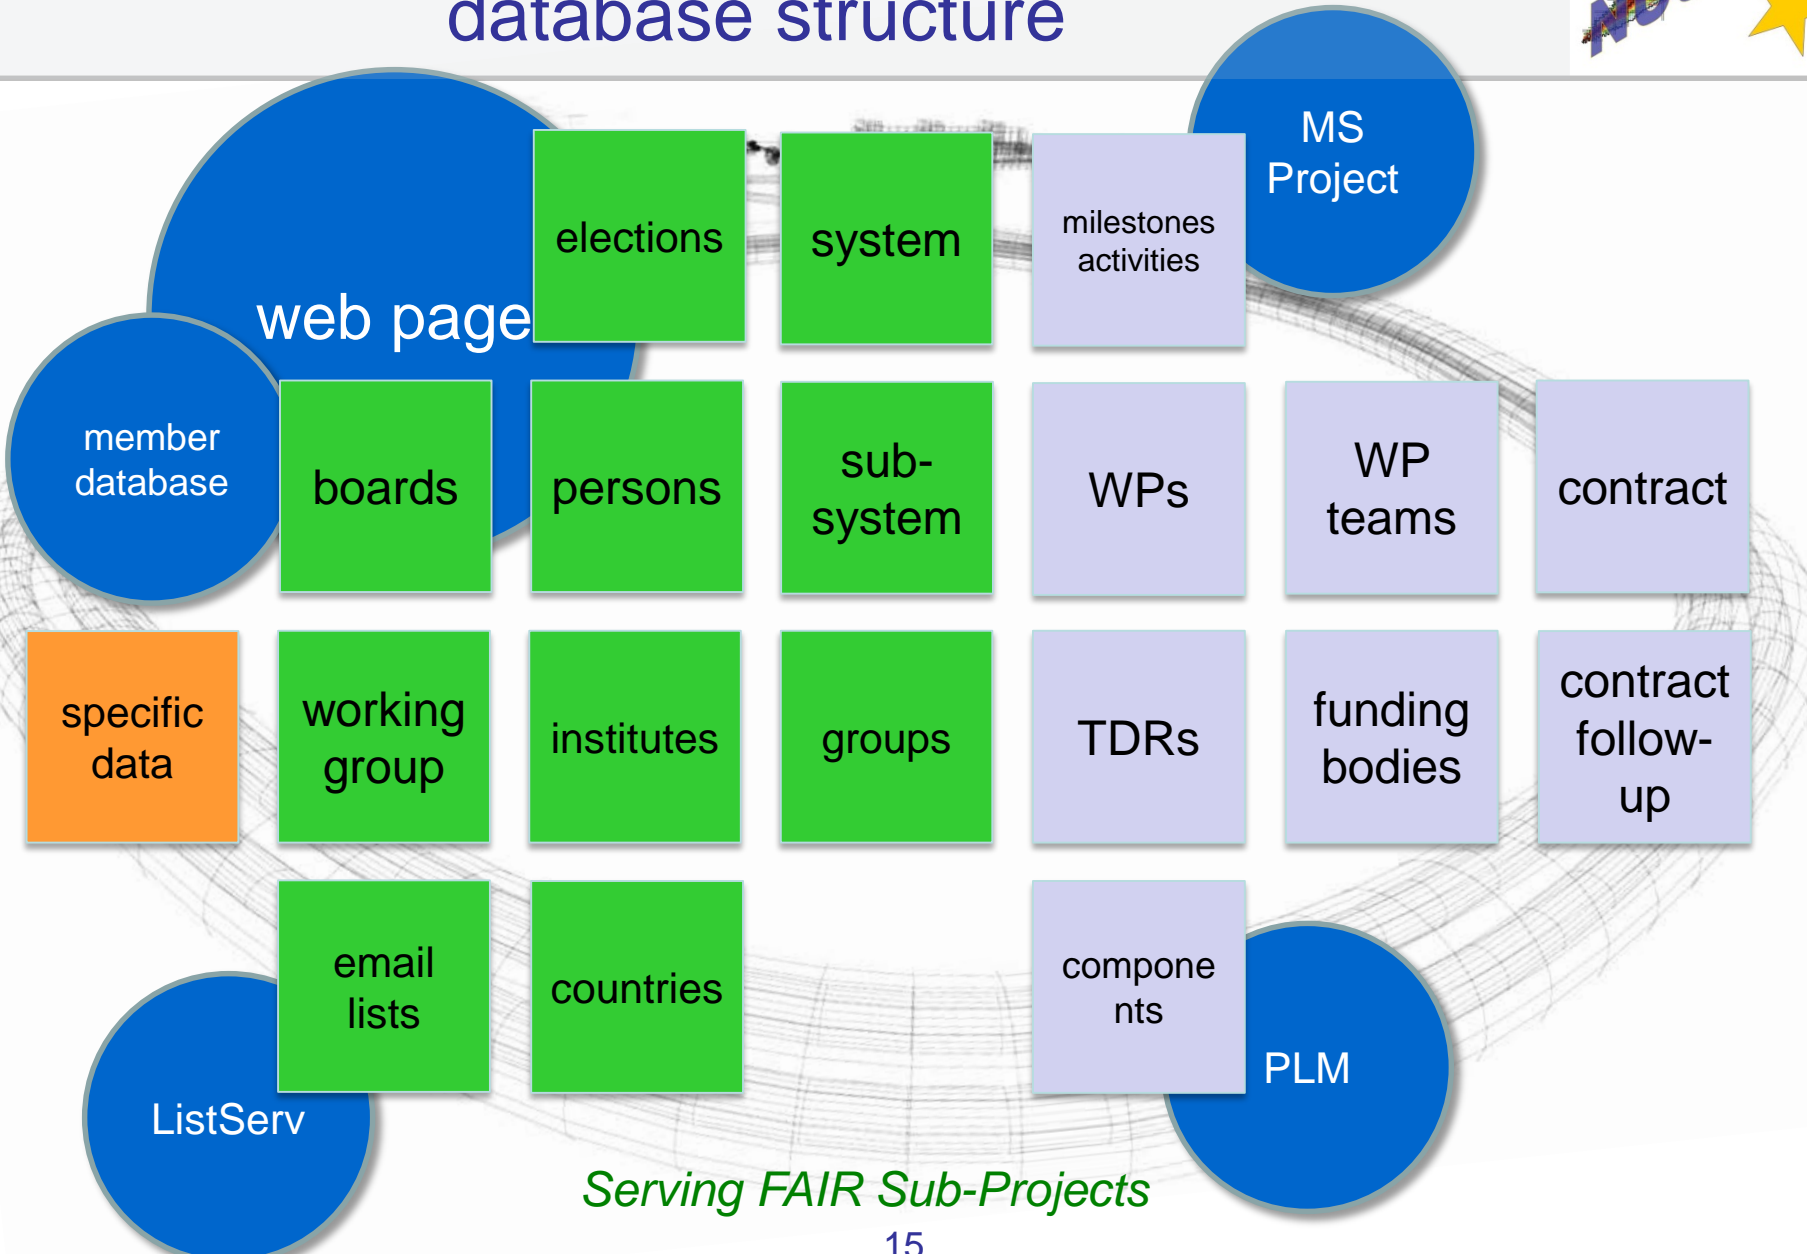 database structure
MS
Project
elections
system
milestones
activities
web page
member
database
boards
persons
sub-
system
WPs
WP
teams
contract
specific
data
working
group
institutes
groups
TDRs
funding
bodies
contract
follow-
up
email
lists
countries
compone
nts
PLM
ListServ
Serving FAIR Sub-Projects
15